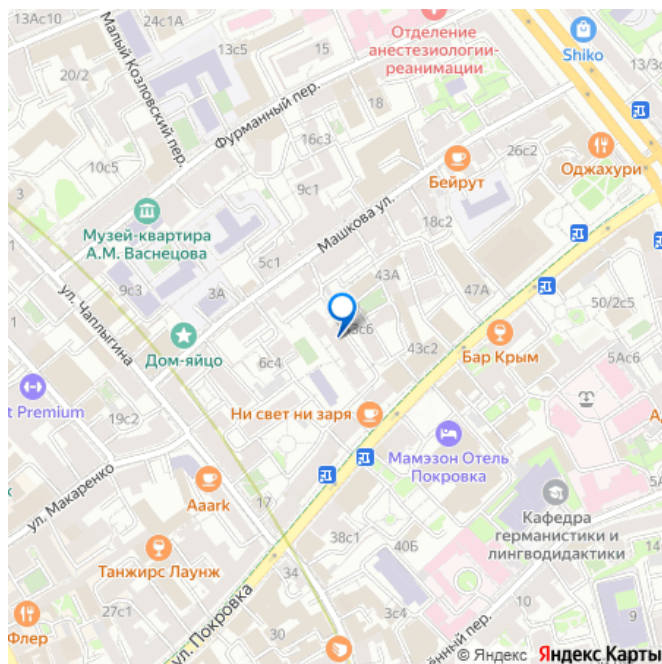 13Ас10
24с1А
Отделение
анестезиологии-
реанимации
Shiko
13/3с
20/2
Малый Козловский пер.
13с5
15
Фурманный пер.
18
16с3
26с2
Оджахури
10с5
9с1
Бейрут
3
Машкова ул.
18с2
Музей-квартира
А.М. Васнецова
5с1
43А
9с3
3А
47А
50/2с5
ул. Чаплыгина
Дом-яйцо
6с4
43с2
Бар Крым
5Ас6
t Premium
19с2
Ни свет ни заря
Мамэзон Отель
Покровка
ул. Макаренко
Aaark
17
Кафедра
германистики и
лингводидактики
38с1
40Б
Танжирс Лаунж
34
27с1
ул. Покровка
3с4
10
9
Флер
30
ённый пер.
© Яндекс Яндекс Карты